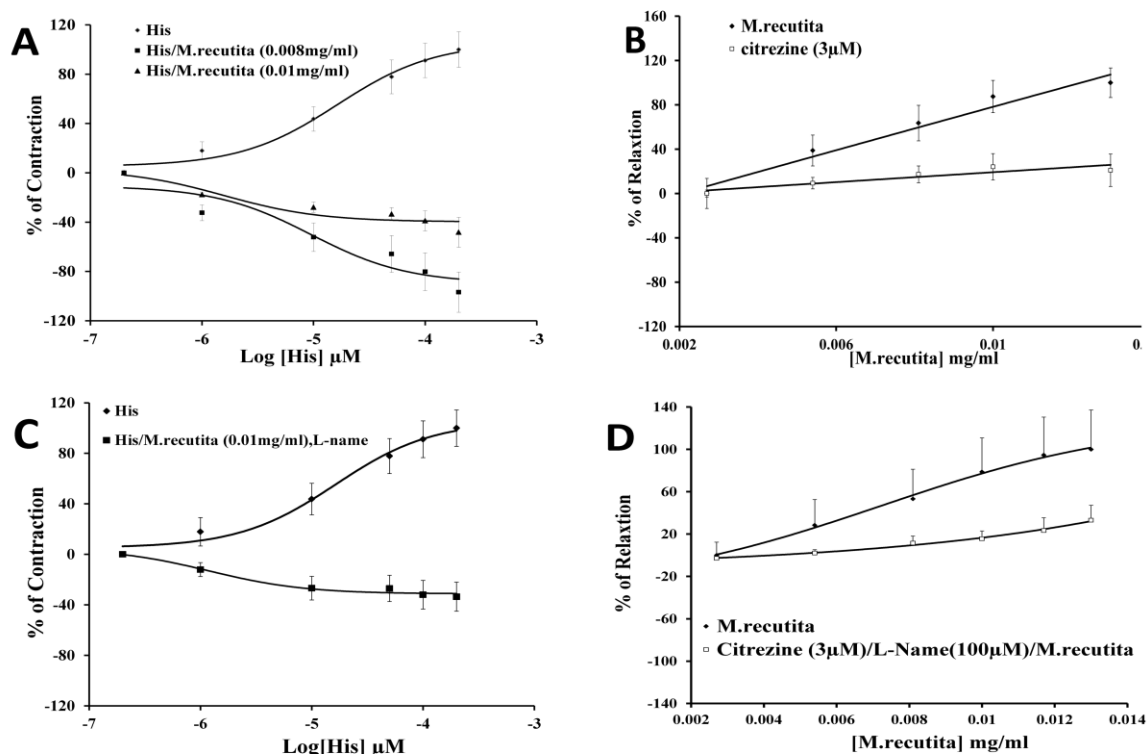 A
His
His/M.recutita (0.008mg/ml)
His/M.recutita (0.01mg/ml)
120
80
40
0
-40
-80
-120
% of Contraction
-7
-6
-5
-4
-3
Log [His] µM
B
M.recutita
citrezine (3µM)
160
120
80
40
0
-40
-80
-120
% of Relaxtion
0.002
0.006
0.01
0.
[M.recutita] mg/ml
C
His
His/M.recutita (0.01mg/ml),L-name
120
80
40
0
-40
-80
-120
% of Contraction
-7
-6
-5
-4
-3
Log[His] µM
D
140
100
60
20
-20
-60
-100
-140
% of Relaxtion
M.recutita
Citrezine (3µM)/L-Name(100µM)/M.recutita
0.002
0.004
0.006
0.008
0.01
0.012
0.014
[M.recutita] mg/ml